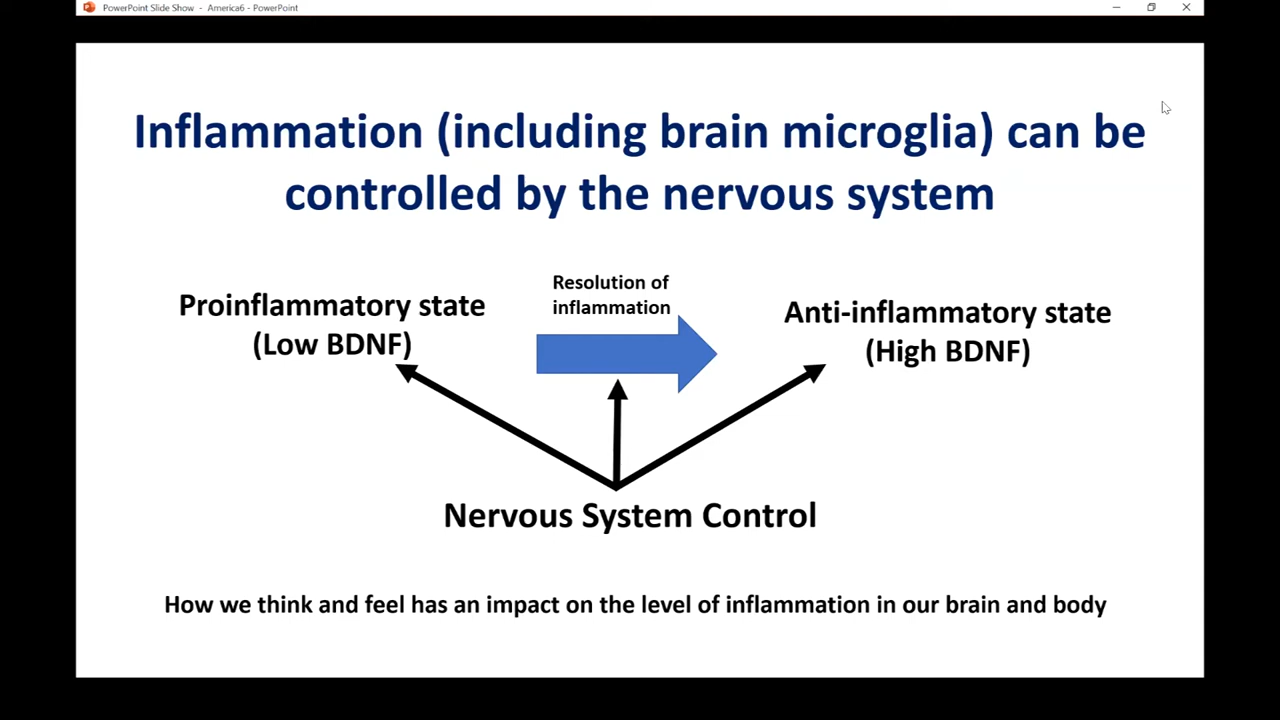 PowerPoint Slide Show - America6 - PowerPoint
Inflammation (including brain microglia) can be
controlled by the nervous system
Resolution of
inflammation
Proinflammatory state
(Low BDNF)
Anti-inflammatory state
(High BDNF)
Nervous System Control
How we think and feel has an impact on the level of inflammation in our brain and body